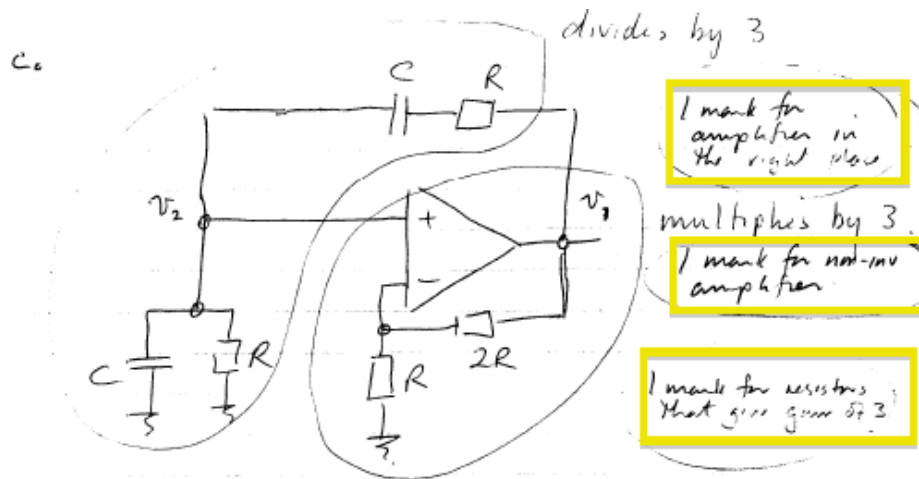 divides by 3
c.
C R
1 mark for
amplifier in
the right place
v₂
+
v₁
multiplies by 3.
−
1 mark for non-inv
amplifier
C R
R
2R
1 mark for resistors
that give gain of 3